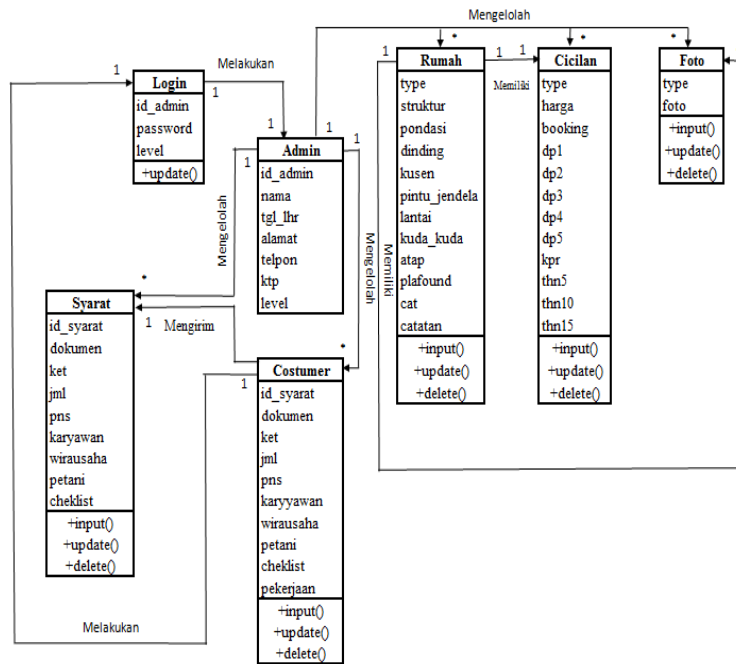 Mengelolah
Melakukan
1
1
1
1
1
1
1
1
1
*
*
*
Login
id_admin
password
level
+update()
Admin
id_admin
nama
tgl_lhr
alamat
telpon
ktp
level
Rumah
type
struktur
pondasi
dinding
kusen
pintu_jendela
lantai
kuda_kuda
atap
plafound
cat
catatan
+input()
+update()
+delete()
1
1
Memiliki
Cicilan
type
harga
booking
dp1
dp2
dp3
dp4
dp5
kpr
thn5
thn10
thn15
+input()
+update()
+delete()
Foto
type
foto
+input()
+update()
+delete()
Mengelolah
Mengelolah
Memiliki
*
Syarat
id_syarat
dokumen
ket
jml
pns
karyawan
wirausaha
petani
cheklist
+input()
+update()
+delete()
1
Mengirim
*
1
Costumer
id_syarat
dokumen
ket
jml
pns
karyyawan
wirausaha
petani
cheklist
pekerjaan
+input()
+update()
+delete()
Melakukan